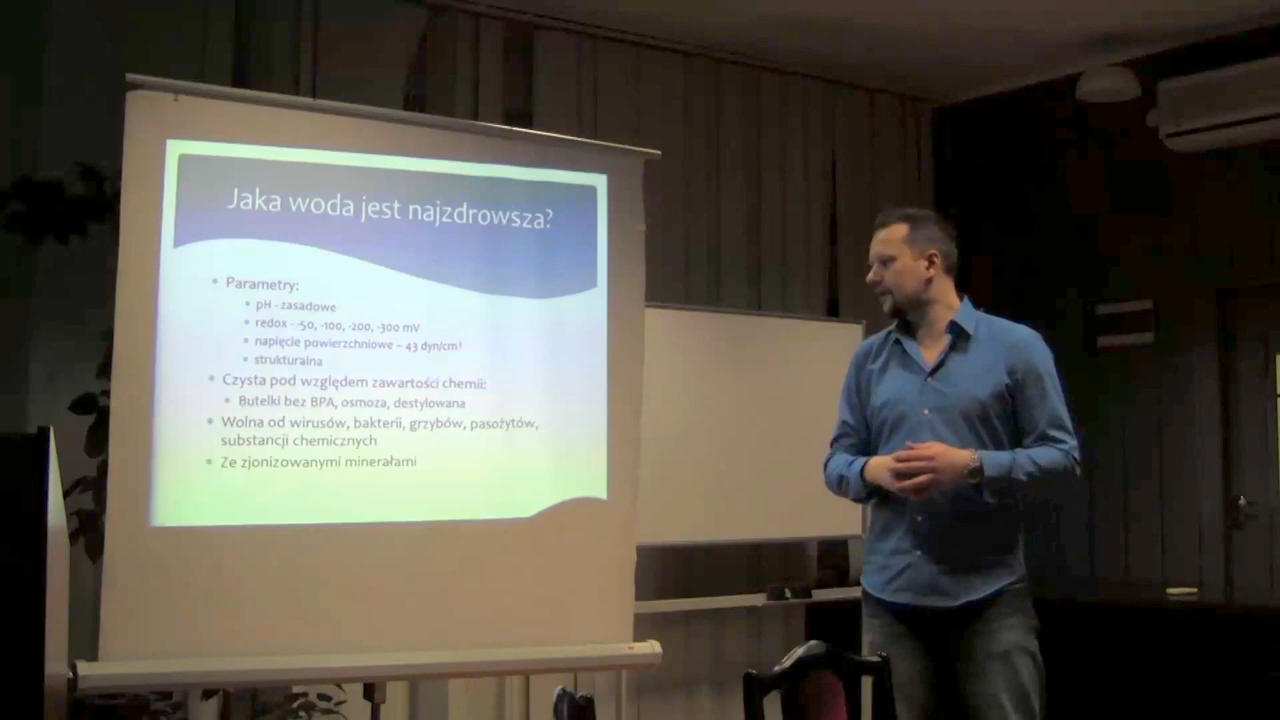 Jaka woda jest najzdrowsza?
Parametry:
pH - zasadowe
redox - -50, -100, -200, -300 mV
napięcie powierzchniowe – 43 dyn/cm³
strukturalna
Czysta pod względem zawartości chemii:
Butelki bez BPA, osmoza, destylowana
Wolna od wirusów, bakterii, grzybów, pasożytów,
substancji chemicznych
Ze zjonizowanymi minerałami